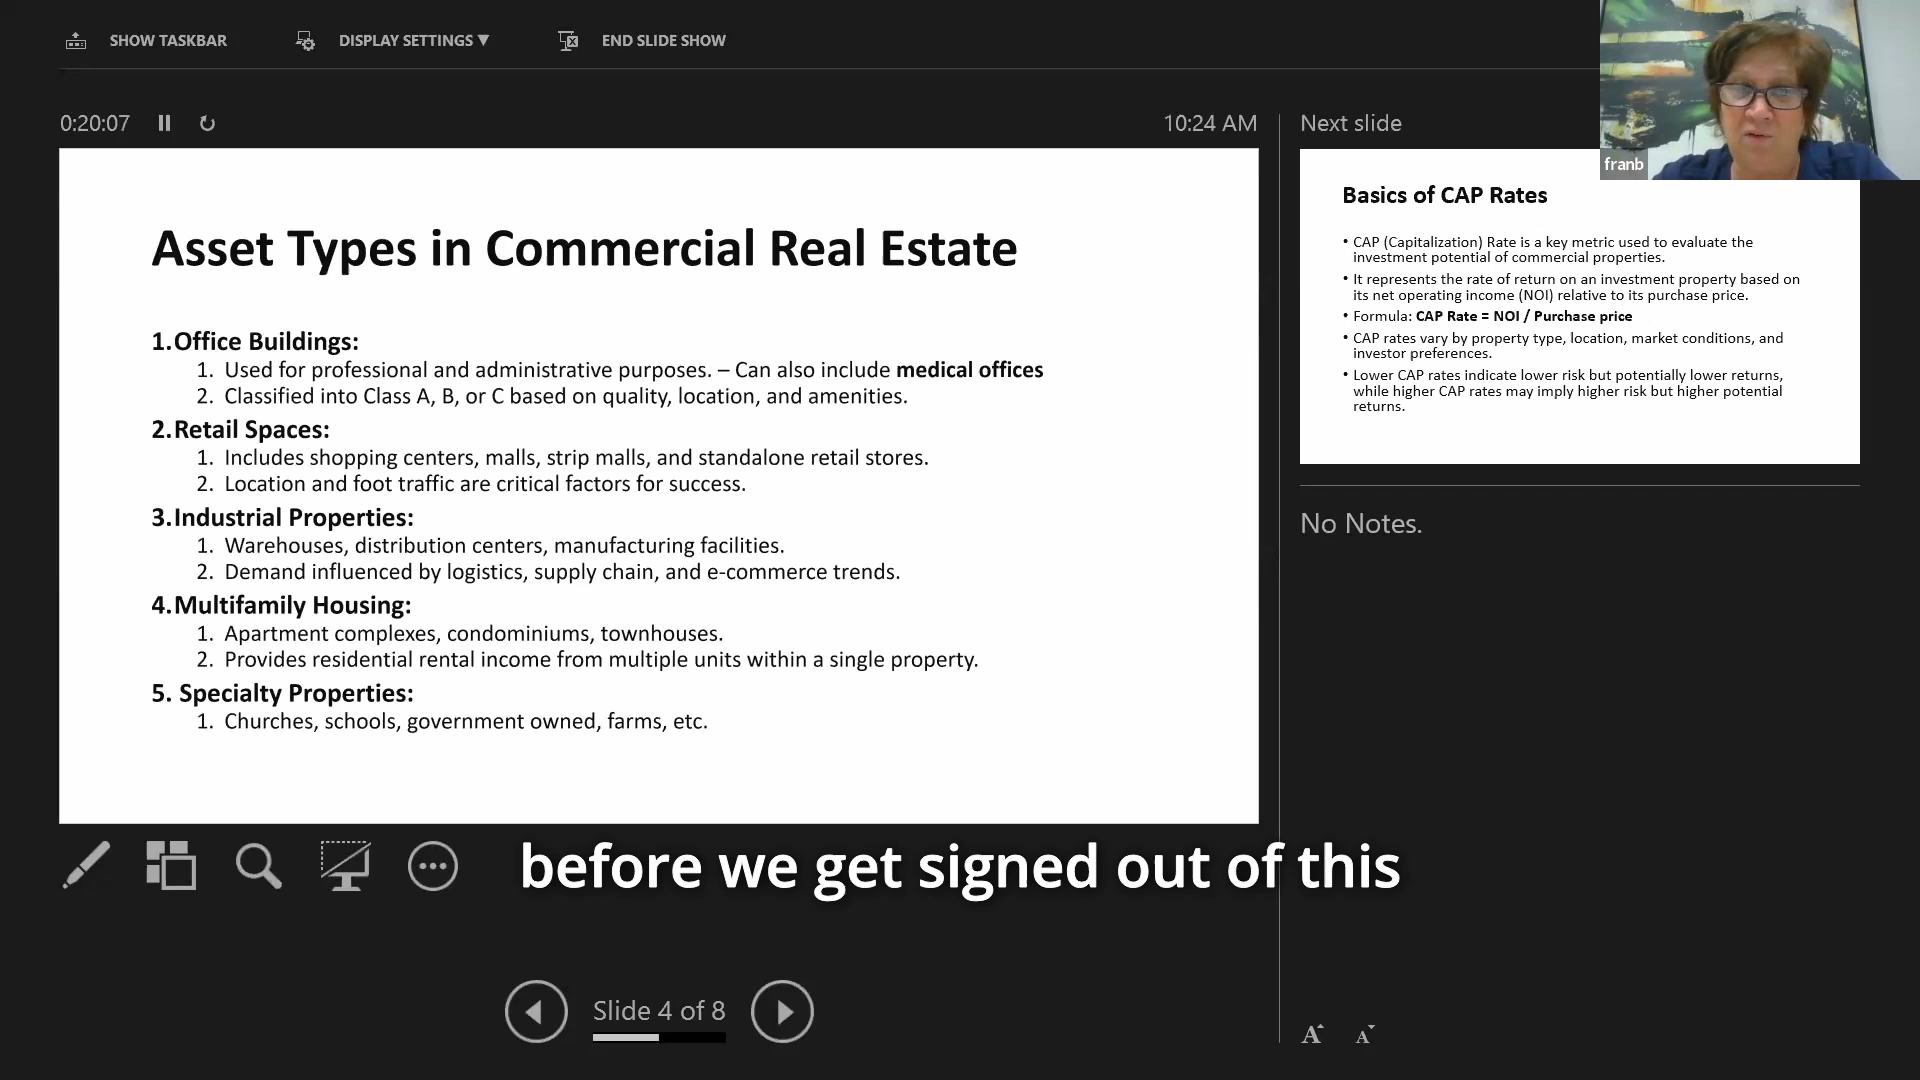 SHOW TASKBAR
DISPLAY SETTINGS ▼
END SLIDE SHOW
0:20:07
10:24 AM
Next slide
franb
Asset Types in Commercial Real Estate
1. Office Buildings:
1. Used for professional and administrative purposes. – Can also include medical offices
2. Classified into Class A, B, or C based on quality, location, and amenities.
2. Retail Spaces:
1. Includes shopping centers, malls, strip malls, and standalone retail stores.
2. Location and foot traffic are critical factors for success.
3. Industrial Properties:
1. Warehouses, distribution centers, manufacturing facilities.
2. Demand influenced by logistics, supply chain, and e-commerce trends.
4. Multifamily Housing:
1. Apartment complexes, condominiums, townhouses.
2. Provides residential rental income from multiple units within a single property.
5. Specialty Properties:
1. Churches, schools, government owned, farms, etc.
Basics of CAP Rates
• CAP (Capitalization) Rate is a key metric used to evaluate the
investment potential of commercial properties.
• It represents the rate of return on an investment property based on
its net operating income (NOI) relative to its purchase price.
• Formula: CAP Rate = NOI / Purchase price
• CAP rates vary by property type, location, market conditions, and
investor preferences.
• Lower CAP rates indicate lower risk but potentially lower returns,
while higher CAP rates may imply higher risk but higher potential
returns.
No Notes.
before we get signed out of this
Slide 4 of 8
A A